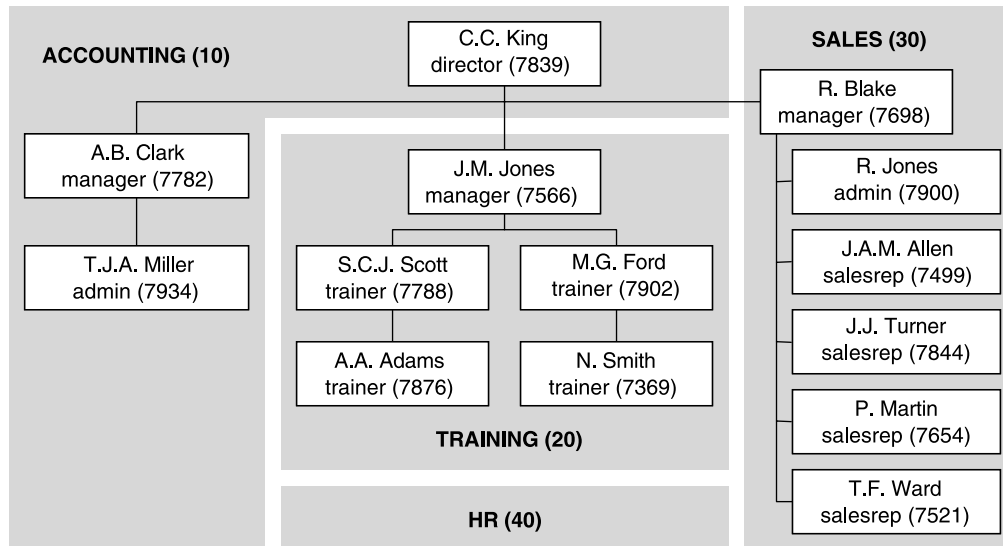 ACCOUNTING (10)
C.C. King
director (7839)
SALES (30)
R. Blake
manager (7698)
A.B. Clark
manager (7782)
J.M. Jones
manager (7566)
R. Jones
admin (7900)
T.J.A. Miller
admin (7934)
S.C.J. Scott
trainer (7788)
M.G. Ford
trainer (7902)
J.A.M. Allen
salesrep (7499)
A.A. Adams
trainer (7876)
N. Smith
trainer (7369)
J.J. Turner
salesrep (7844)
TRAINING (20)
P. Martin
salesrep (7654)
HR (40)
T.F. Ward
salesrep (7521)